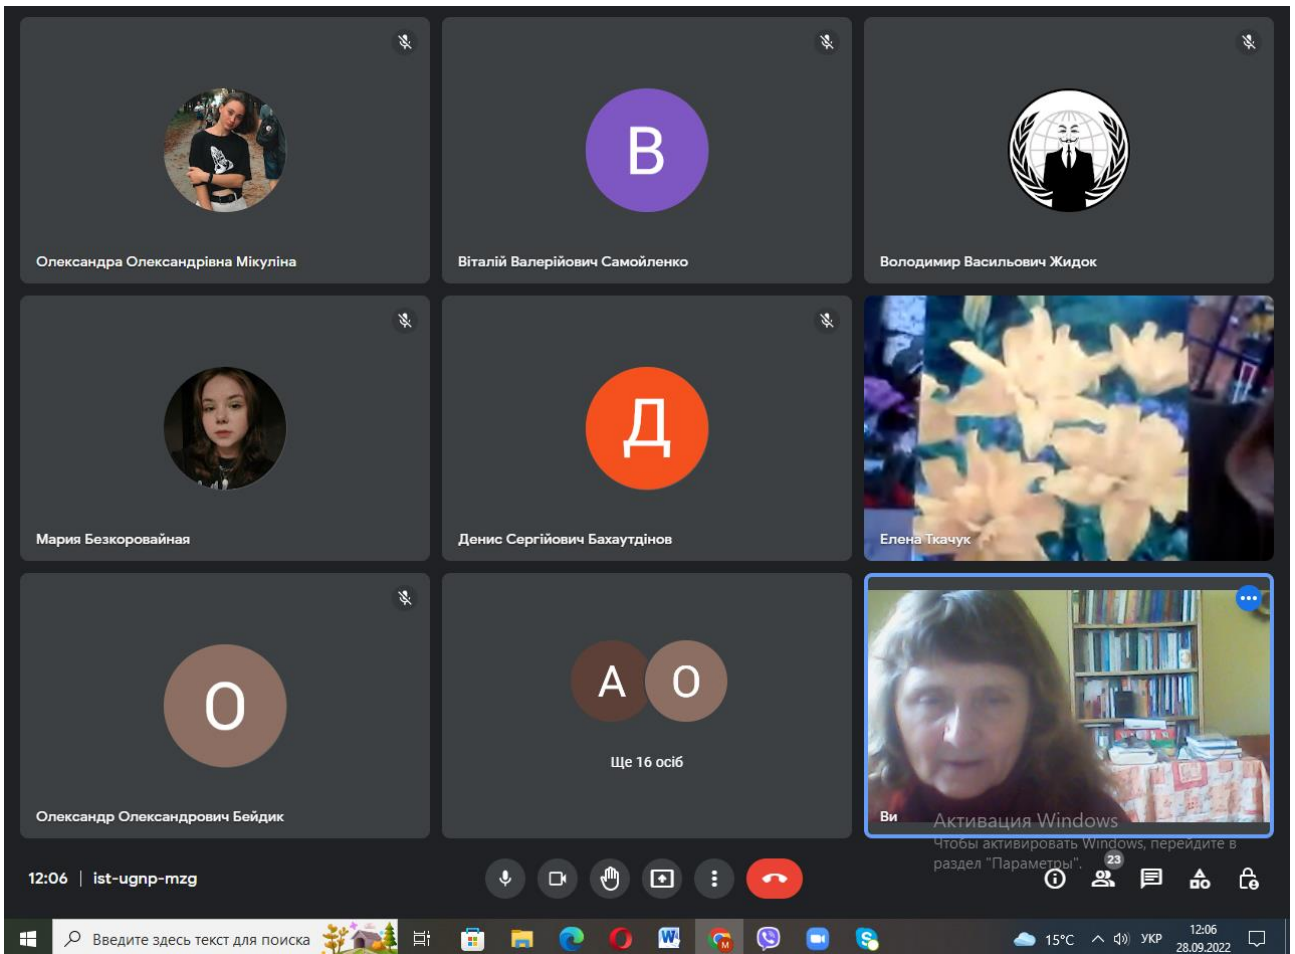 Олександра Олександрівна Мікуліна
В
Віталій Валерійович Самойленко
Володимир Васильович Жидок
Мария Безкоровайная
Д
Денис Сергійович Бахаутдінов
Елена Ткачук
О
Олександр Олександрович Бейдик
А О
Ще 16 осіб
Ви
Активация Windows
Чтобы активировать Windows, перейдите в
раздел "Параметры".
12:06 | ist-ugnp-mzg
23
Введите здесь текст для поиска
W
M
S
15°C
УКР
12:06
28.09.2022